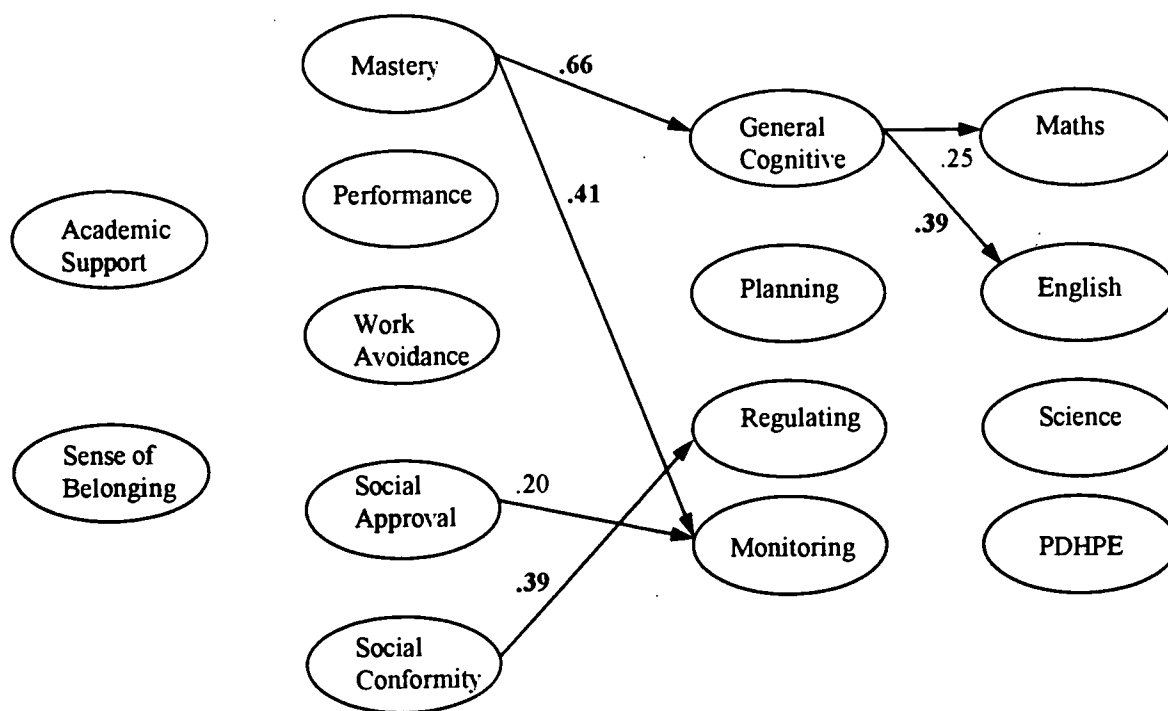 Mastery
.66
General
Cognitive
Maths
.25
Performance
.41
.39
Academic
Support
Planning
English
Work
Avoidance
Regulating
Science
Sense of
Belonging
Social
Approval
.20
Monitoring
PDHPE
.39
Social
Conformity